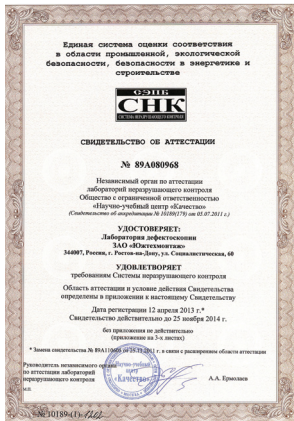 Единая система оценки соответствия
в области промышленной, экологической
безопасности, безопасности в энергетике и
строительстве
СЭПБ
СНК
СИСТЕМА НЕРАЗРУШАЮЩЕГО КОНТРОЛЯ
СВИДЕТЕЛЬСТВО ОБ АТТЕСТАЦИИ
№ 89А080968
Независимый орган по аттестации
лабораторий неразрушающего контроля
Общество с ограниченной ответственностью
«Научно-учебный центр «Качество»
(Свидетельство об аккредитации № 10189(179) от 05.07.2011 г.)
УДОСТОВЕРЯЕТ:
Лаборатория дефектоскопии
ЗАО «Южтехмонтаж»
344007, Россия, г. Ростов-на-Дону, ул. Социалистическая, 60
УДОВЛЕТВОРЯЕТ
требованиям Системы неразрушающего контроля
Область аттестации и условие действия Свидетельства
определены в приложении к настоящему Свидетельству
Дата регистрации 12 апреля 2013 г.*
Свидетельство действительно до 25 ноября 2014 г.
без приложения не действительно
(приложение на 3-х листах)
* Замена свидетельства № 89А110606 от 25.11.2011 г. в связи с расширением области аттестации
Руководитель независимого органа
по аттестации лабораторий
неразрушающего контроля
м.п.
Научно-учебный
центр
«Качество»
А.А. Ермолаев
№ 10189-(1)-